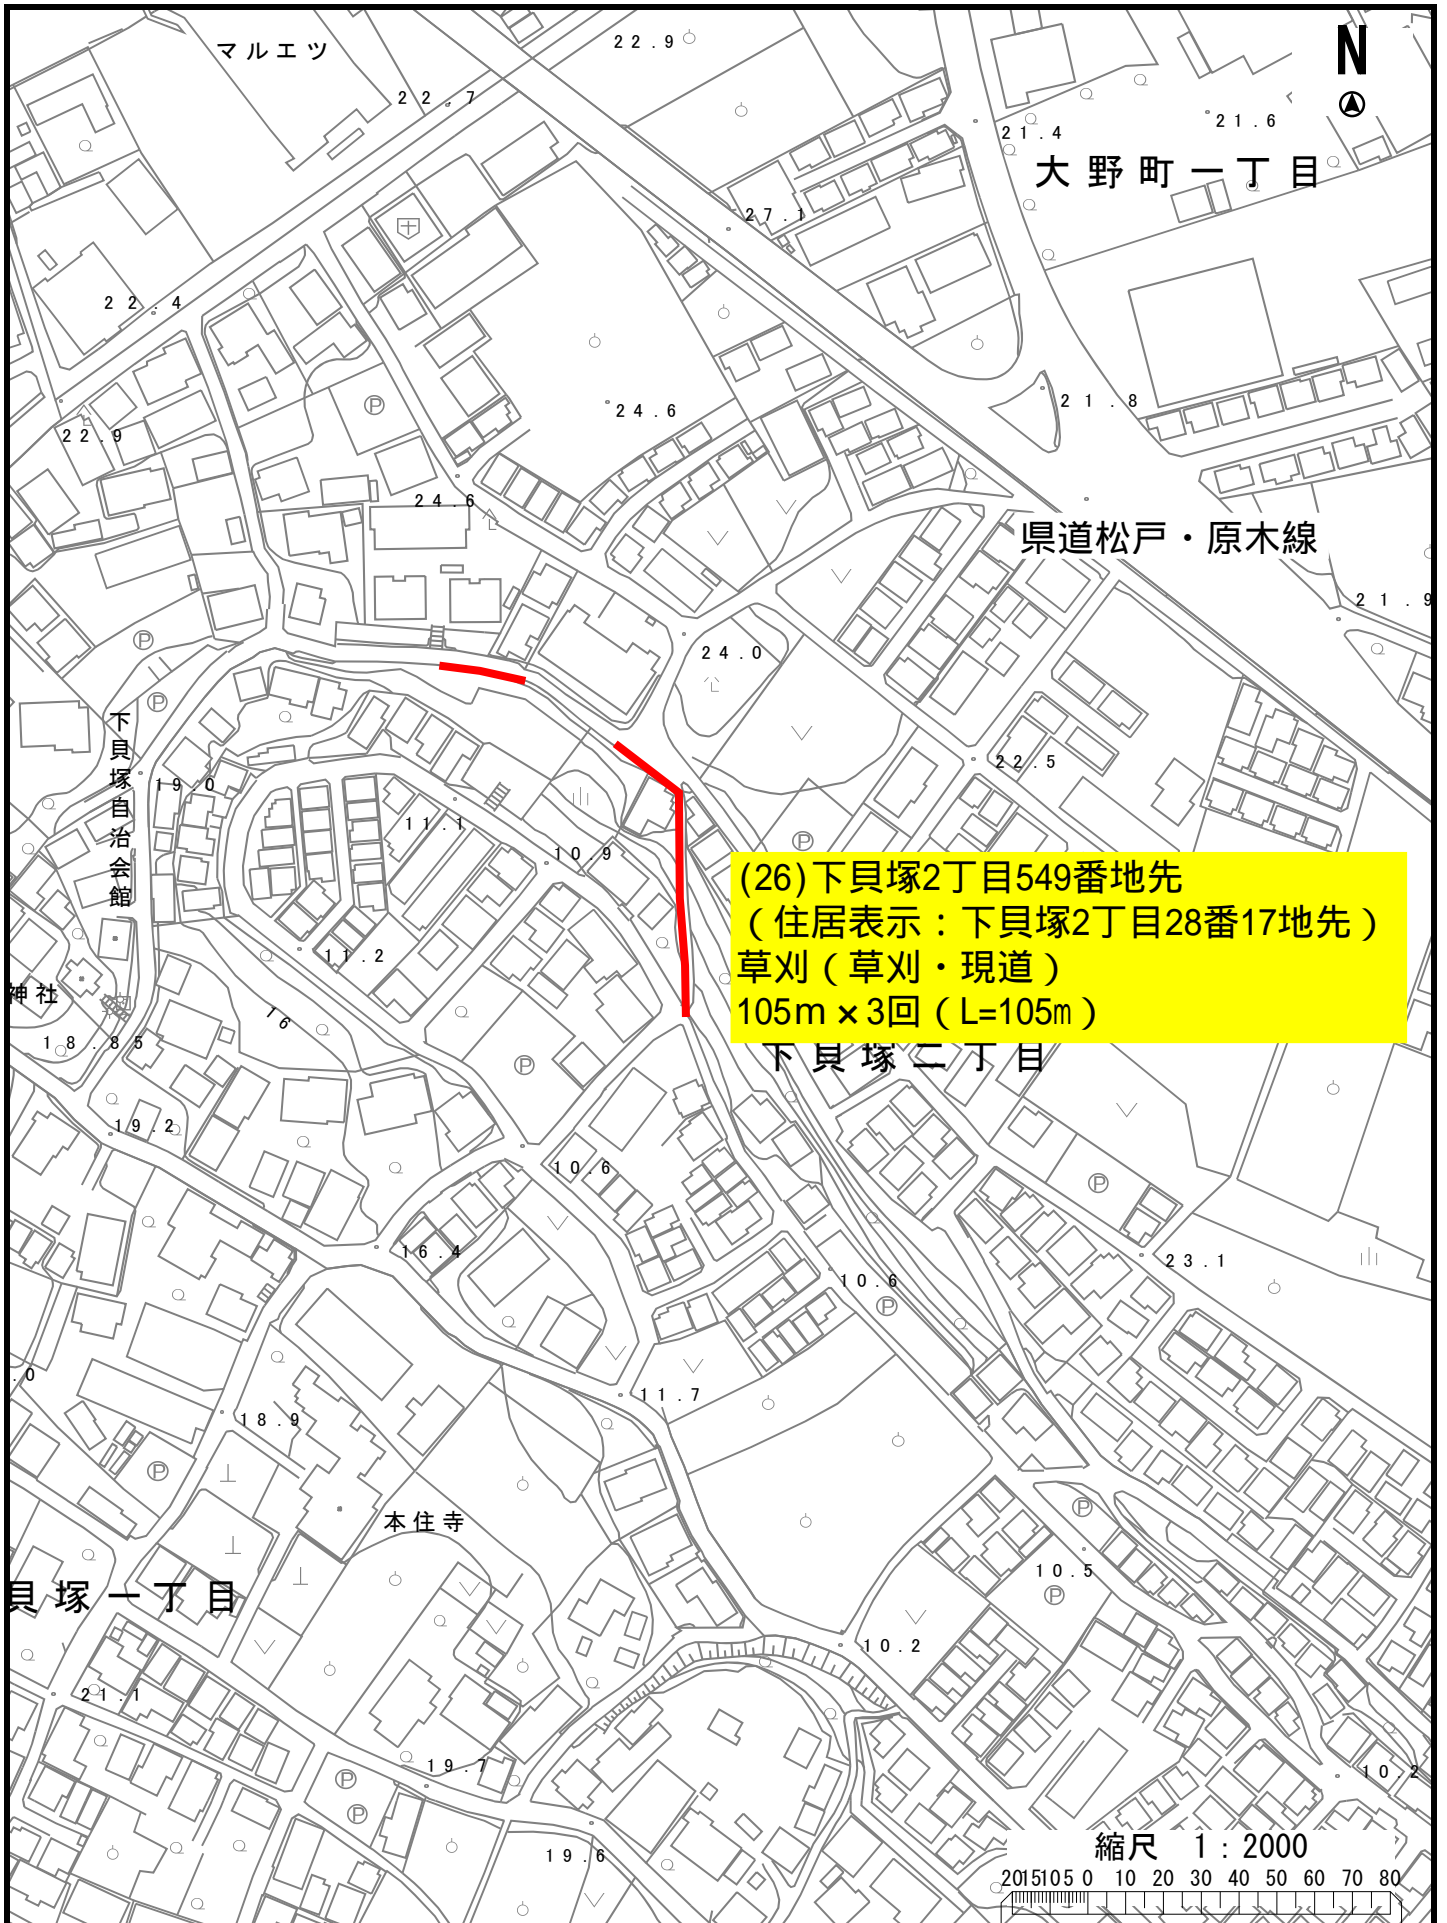 マルエツ
22.9
N
22.7
21.4
21.6
大野町一丁目
27.1
22.4
24.6
21.8
22.9
24.6
県道松戸・原木線
21.9
24.0
下貝塚自治会館
22.5
19.0
11.1
10.9
(26)下貝塚2丁目549番地先
（住居表示：下貝塚2丁目28番17地先）
草刈（草刈・現道）
105m×3回（L=105m）
11.2
神社
16
18.85
下貝塚二丁目
19.2
10.6
16.4
10.6
23.1
.0
11.7
18.9
本住寺
10.5
貝塚一丁目
10.2
21.1
19.7
10.2
19.6
縮尺 1:2000
20 15 10 5 0 10 20 30 40 50 60 70 80